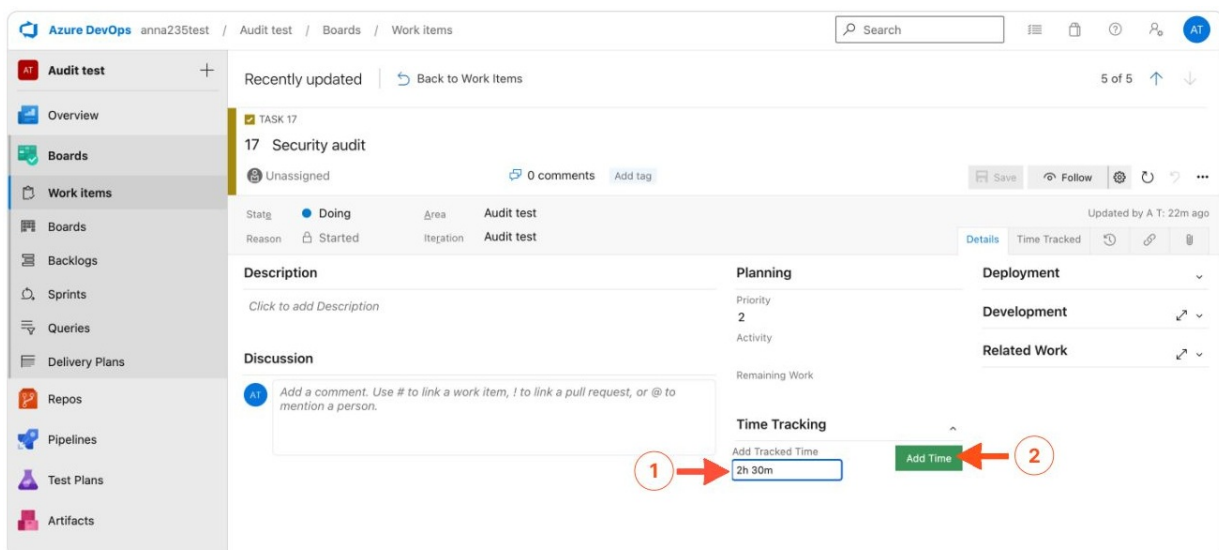 Azure DevOps anna235test / Audit test / Boards / Work items
Search
AT
AT Audit test
Recently updated Back to Work Items
5 of 5
Overview
Boards
Work items
Boards
Backlogs
Sprints
Queries
Delivery Plans
Repos
Pipelines
Test Plans
Artifacts
TASK 17
17 Security audit
Unassigned
0 comments Add tag
Save Follow
State Doing Area Audit test
Updated by A T: 22m ago
Reason Started Iteration Audit test
Details Time Tracked
Description
Click to add Description
Discussion
AT
Add a comment. Use # to link a work item, ! to link a pull request, or @ to
mention a person.
Planning
Priority
2
Activity
Remaining Work
Time Tracking
Add Tracked Time
2h 30m
Add Time
1
2
Deployment
Development
Related Work